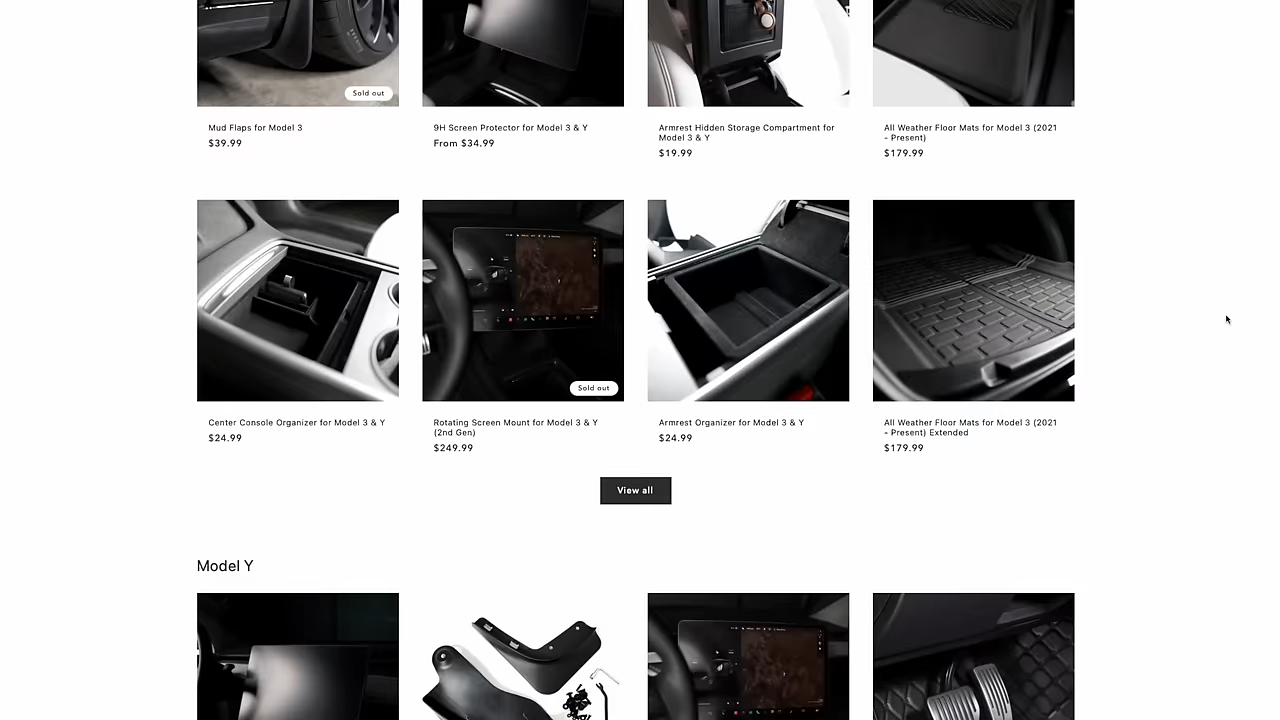 Sold out
Mud Flaps for Model 3
$39.99
9H Screen Protector for Model 3 & Y
From $34.99
Armrest Hidden Storage Compartment for
Model 3 & Y
$19.99
All Weather Floor Mats for Model 3 (2021
- Present)
$179.99
Sold out
Center Console Organizer for Model 3 & Y
$24.99
Rotating Screen Mount for Model 3 & Y
(2nd Gen)
$249.99
Armrest Organizer for Model 3 & Y
$24.99
All Weather Floor Mats for Model 3 (2021
- Present) Extended
$179.99
View all
Model Y